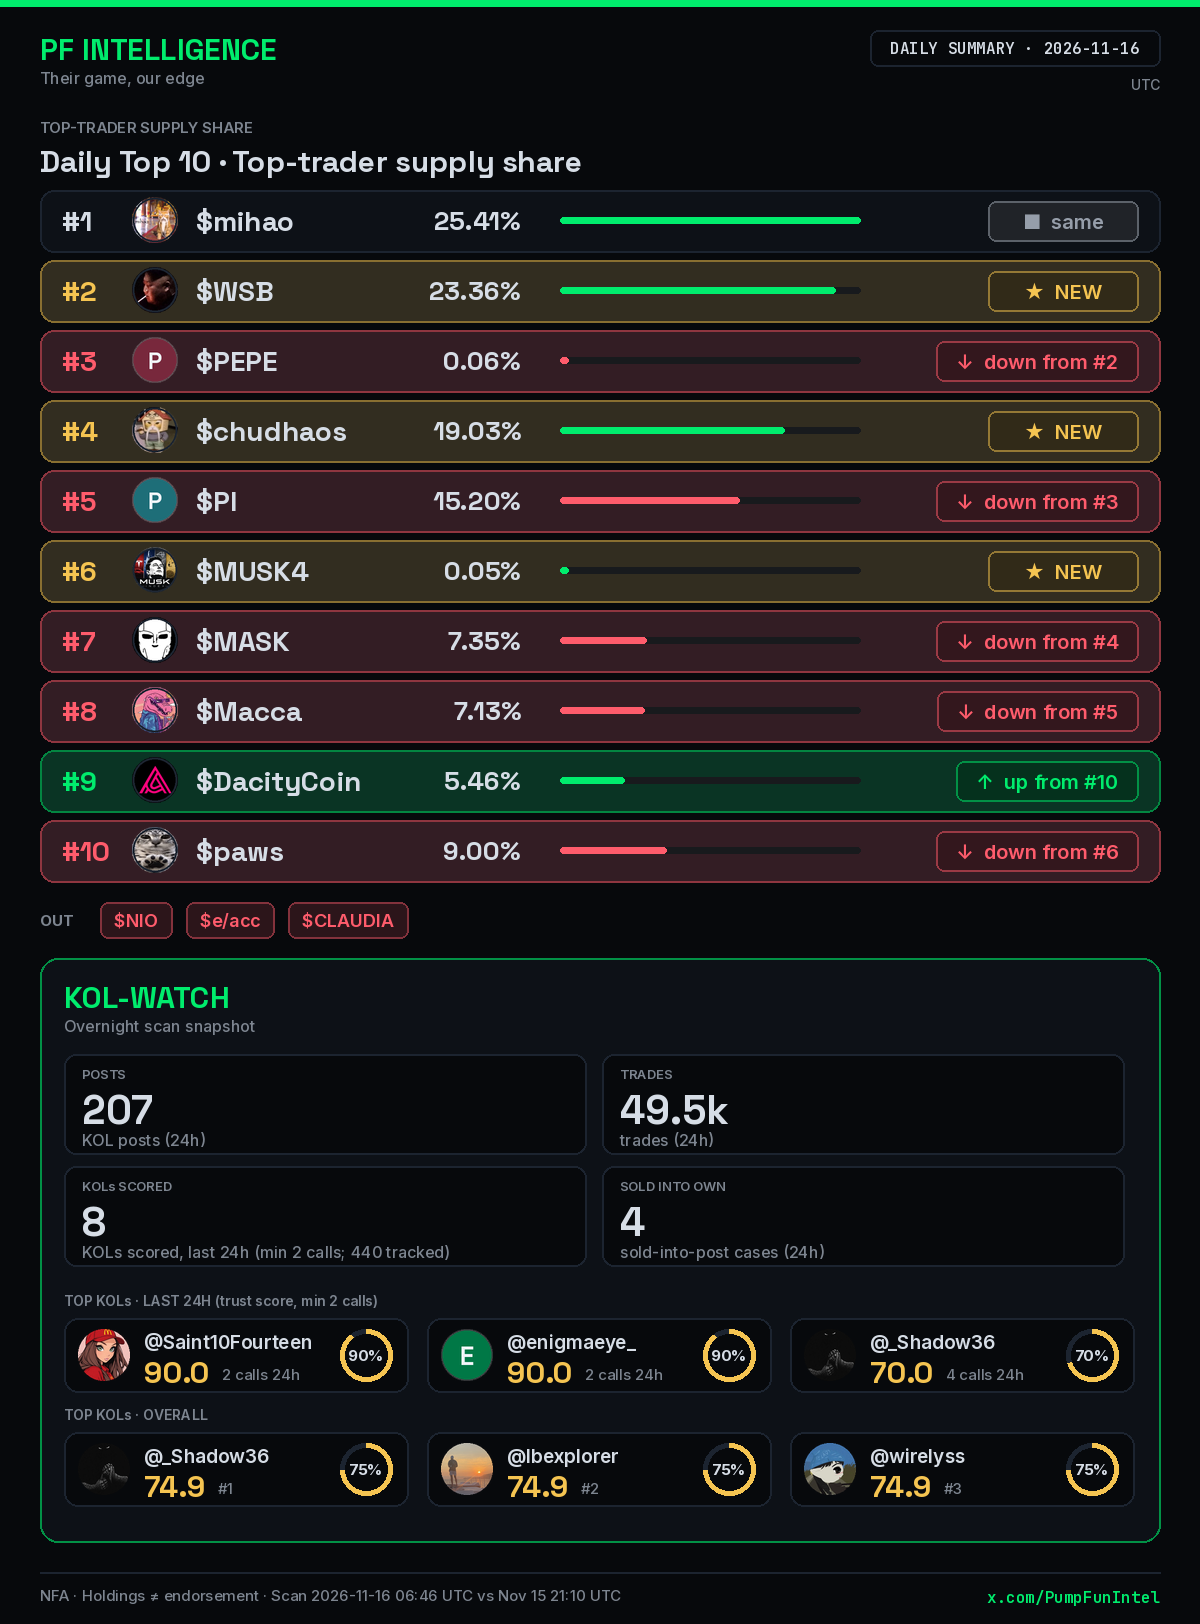 PF INTELLIGENCE
Their game, our edge
DAILY SUMMARY · 2026-11-16
UTC
TOP-TRADER SUPPLY SHARE
Daily Top 10 · Top-trader supply share
#1 $mihao 25.41% ■ same
#2 $WSB 23.36% ★ NEW
#3 P $PEPE 0.06% ↓ down from #2
#4 $chudhaos 19.03% ★ NEW
#5 P $PI 15.20% ↓ down from #3
#6 MUSK $MUSK4 0.05% ★ NEW
#7 $MASK 7.35% ↓ down from #4
#8 $Macca 7.13% ↓ down from #5
#9 $DacityCoin 5.46% ↑ up from #10
#10 $paws 9.00% ↓ down from #6
OUT $NIO $e/acc $CLAUDIA
KOL-WATCH
Overnight scan snapshot
POSTS
207
KOL posts (24h)
TRADES
49.5k
trades (24h)
KOLs SCORED
8
KOLs scored, last 24h (min 2 calls; 440 tracked)
SOLD INTO OWN
4
sold-into-post cases (24h)
TOP KOLs · LAST 24H (trust score, min 2 calls)
@Saint10Fourteen
90.0 2 calls 24h
90%
E
@enigmaeye_
90.0 2 calls 24h
90%
@_Shadow36
70.0 4 calls 24h
70%
TOP KOLs · OVERALL
@_Shadow36
74.9 #1
75%
@lbexplorer
74.9 #2
75%
@wirelyss
74.9 #3
75%
NFA · Holdings ≠ endorsement · Scan 2026-11-16 06:46 UTC vs Nov 15 21:10 UTC
x.com/PumpFunIntel